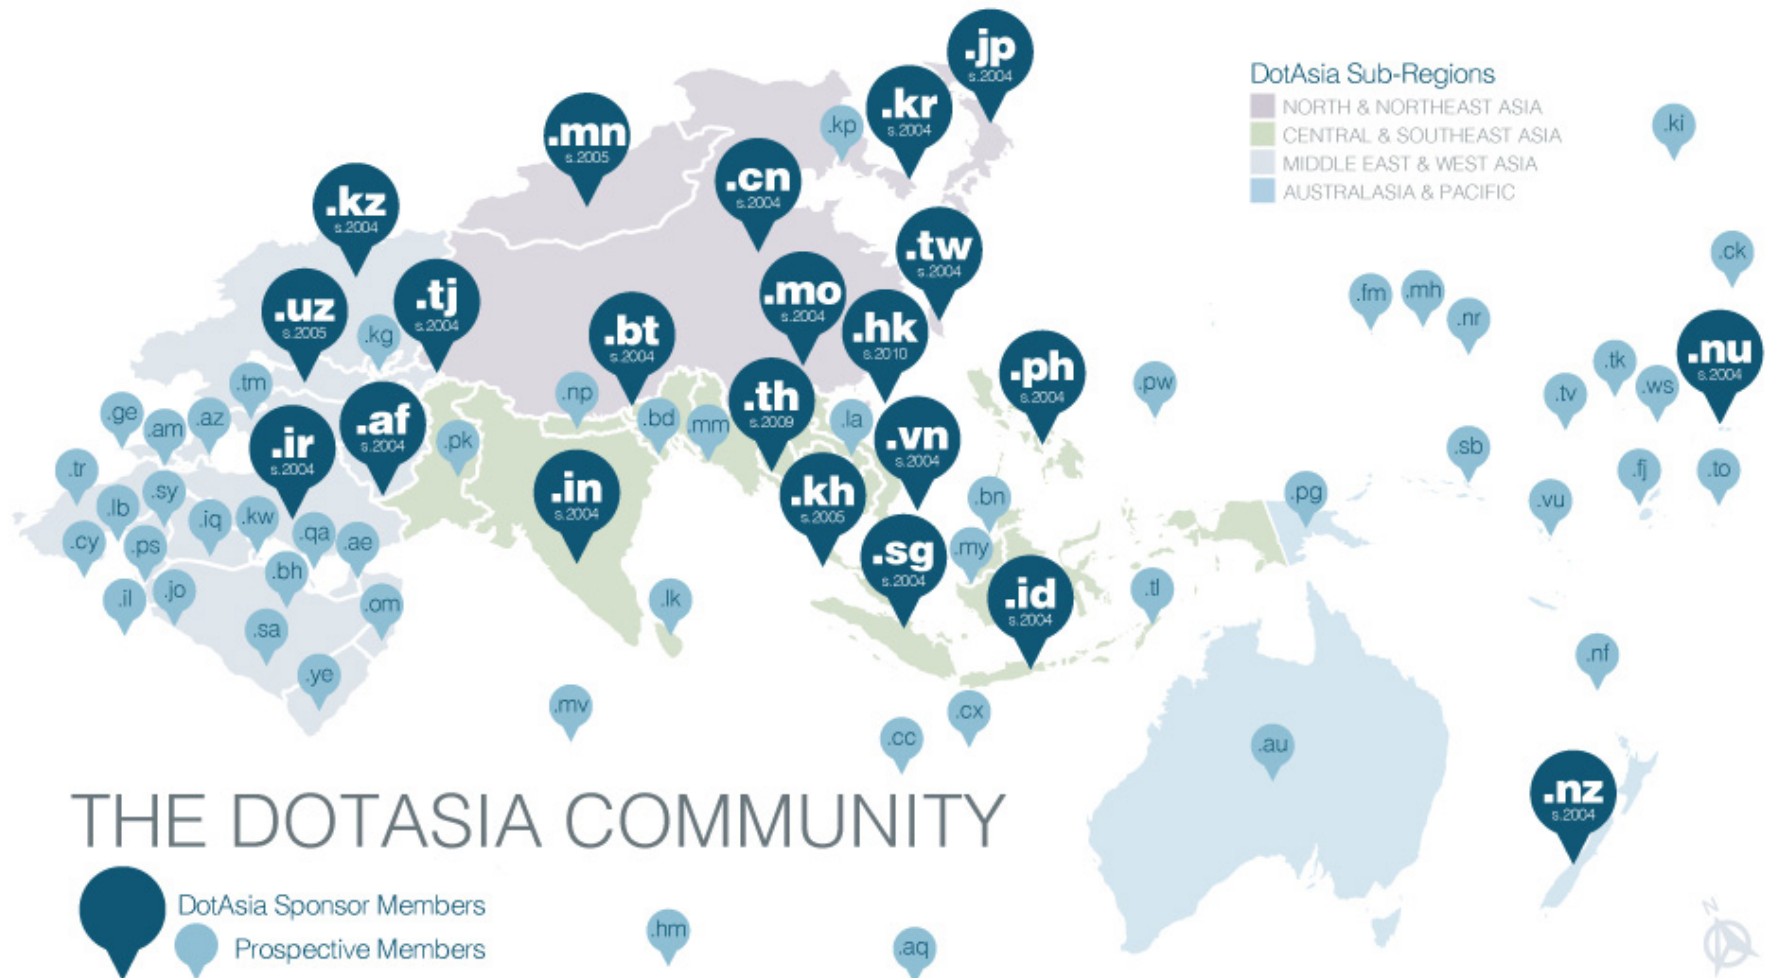 .jp
s.2004
.kr
s.2004
.kp
.mn
s.2005
.cn
s.2004
.kz
s.2004
.tw
s.2004
.uz
s.2005
.tj
s.2004
.kg
.mo
s.2004
.hk
s.2010
.bt
s.2004
.ph
s.2004
.th
s.2009
.np
.bd
.mm
.la
.vn
s.2004
.tm
.ge
.am
.az
.ir
s.2004
.af
s.2004
.pk
.in
s.2004
.kh
s.2005
.bn
.my
.sg
s.2004
.id
s.2004
.tr
.lb
.sy
.iq
.kw
.qa
.ae
.cy
.ps
.bh
.il
.jo
.om
.sa
.ye
.lk
.mv
.cc
.cx
.tl
.pg
.pw
DotAsia Sub-Regions
NORTH & NORTHEAST ASIA
CENTRAL & SOUTHEAST ASIA
MIDDLE EAST & WEST ASIA
AUSTRALASIA & PACIFIC
.ki
.ck
.fm
.mh
.nr
.nu
s.2004
.tk
.ws
.tv
.sb
.fj
.to
.vu
.nf
.au
.nz
s.2004
THE DOTASIA COMMUNITY
DotAsia Sponsor Members
Prospective Members
.hm
.aq
N